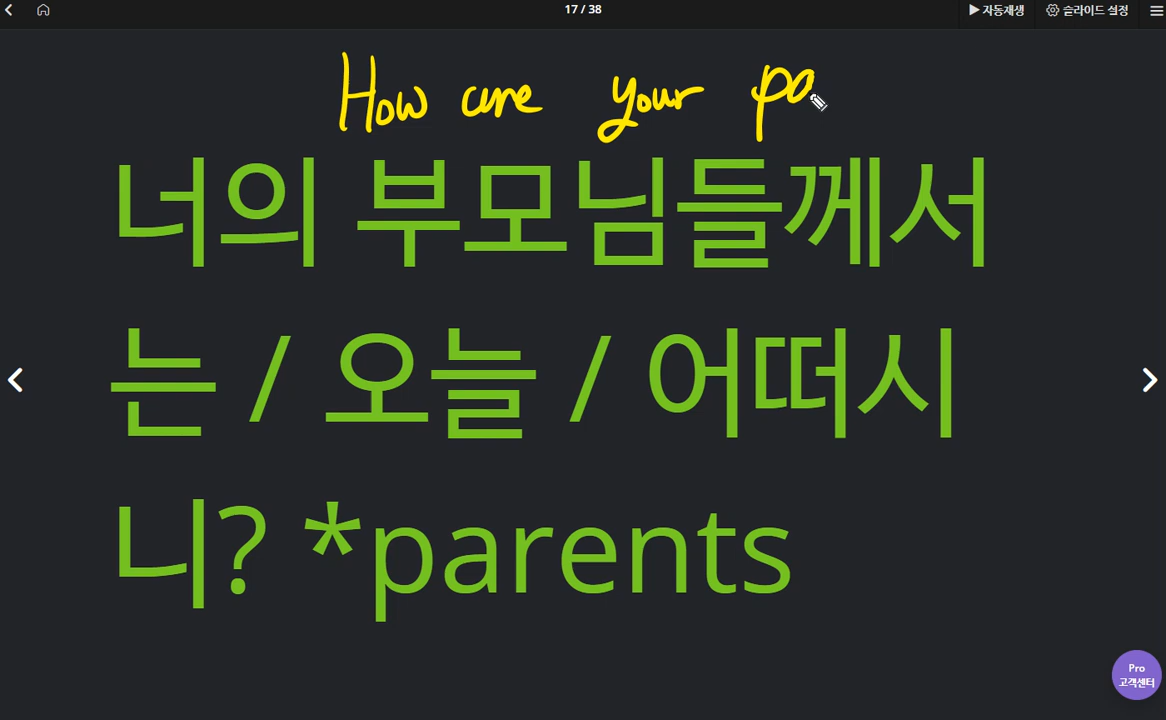 17 / 38
▶ 자동재생
슬라이드 설정
How are your pa
너의 부모님들께서
는 / 오늘 / 어떠시
니? *parents
Pro
고객센터